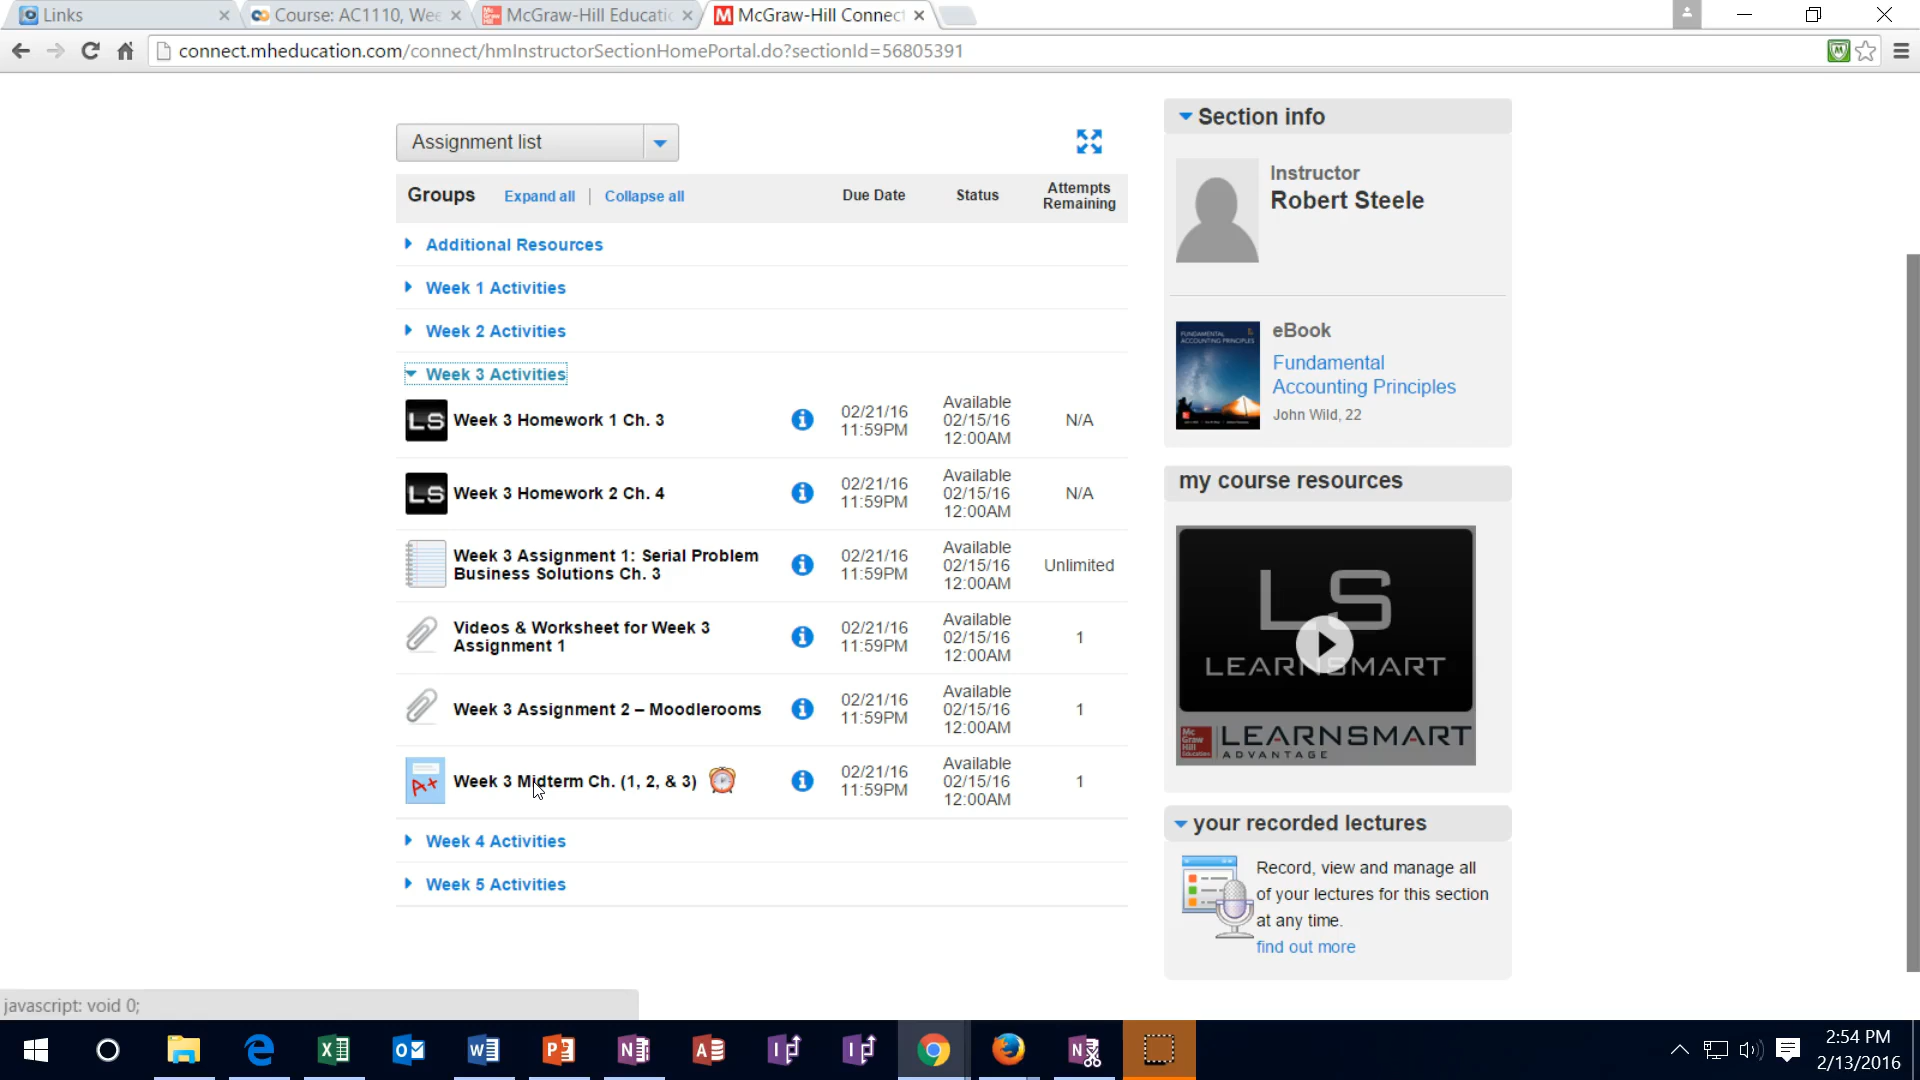 Links
Course: AC1110, Wee
McGraw-Hill Educatio
McGraw-Hill Connect
connect.mheducation.com/connect/hmInstructorSectionHomePortal.do?sectionId=56805391
Assignment list
Groups Expand all | Collapse all Due Date Status Attempts Remaining
Additional Resources
Week 1 Activities
Week 2 Activities
Week 3 Activities
LS Week 3 Homework 1 Ch. 3 02/21/16 11:59PM Available 02/15/16 12:00AM N/A
LS Week 3 Homework 2 Ch. 4 02/21/16 11:59PM Available 02/15/16 12:00AM N/A
Week 3 Assignment 1: Serial Problem Business Solutions Ch. 3 02/21/16 11:59PM Available 02/15/16 12:00AM Unlimited
Videos & Worksheet for Week 3 Assignment 1 02/21/16 11:59PM Available 02/15/16 12:00AM 1
Week 3 Assignment 2 – Moodlerooms 02/21/16 11:59PM Available 02/15/16 12:00AM 1
A+ Week 3 Midterm Ch. (1, 2, & 3) 02/21/16 11:59PM Available 02/15/16 12:00AM 1
Week 4 Activities
Week 5 Activities
Section info
Instructor
Robert Steele
FUNDAMENTAL
ACCOUNTING PRINCIPLES
eBook
Fundamental
Accounting Principles
John Wild, 22
my course resources
LS
LEARNSMART
Mc
Graw
Hill
Education
LEARNSMART
ADVANTAGE
your recorded lectures
Record, view and manage all
of your lectures for this section
at any time.
find out more
javascript: void 0;
2:54 PM
2/13/2016